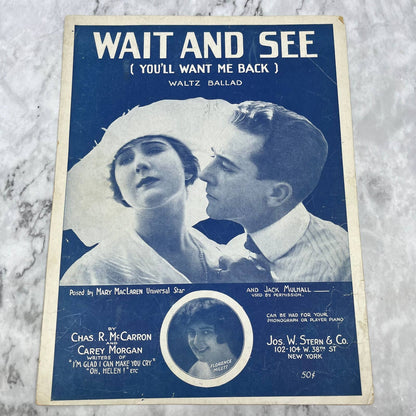 WAIT AND SEE
( YOU'LL WANT ME BACK )
WALTZ BALLAD
Posed by MARY MACLAREN Universal Star
AND JACK MULHALL
USED BY PERMISSION
BY
CHAS. R. MCCARRON
AND
CAREY MORGAN
WRITERS OF
"I'M GLAD I CAN MAKE YOU CRY"
"OH, HELEN!" ETC
FLORENCE
MILLETT
CAN BE HAD FOR YOUR
PHONOGRAPH OR PLAYER PIANO
JOS. W. STERN & CO.
102-104 W. 38TH ST
NEW YORK
50¢